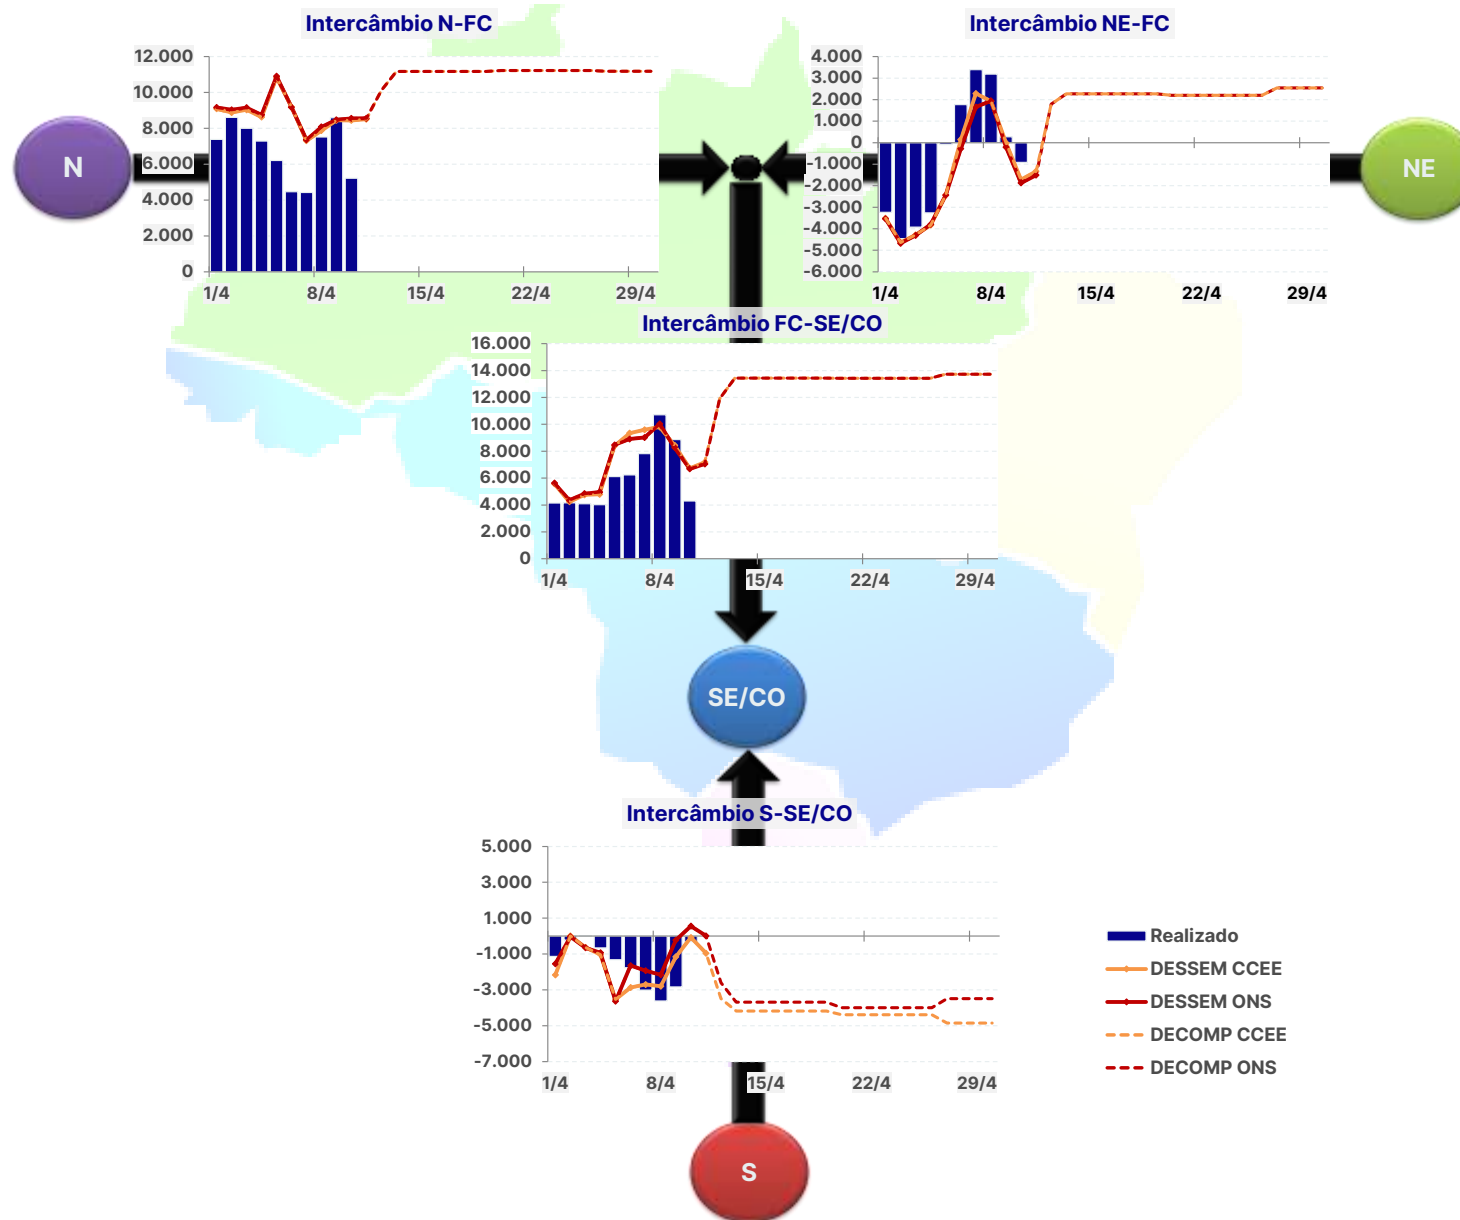 Intercâmbio N-FC
12.000
10.000
8.000
6.000
4.000
2.000
0
1/4 8/4 15/4 22/4 29/4
Intercâmbio NE-FC
4.000
3.000
2.000
1.000
0
-1.000
-2.000
-3.000
-4.000
-5.000
-6.000
1/4 8/4 15/4 22/4 29/4
N
NE
Intercâmbio FC-SE/CO
16.000
14.000
12.000
10.000
8.000
6.000
4.000
2.000
0
1/4 8/4 15/4 22/4 29/4
SE/CO
Intercâmbio S-SE/CO
5.000
3.000
1.000
-1.000
-3.000
-5.000
-7.000
1/4 8/4 15/4 22/4 29/4
Realizado
DESSEM CCEE
DESSEM ONS
DECOMP CCEE
DECOMP ONS
S